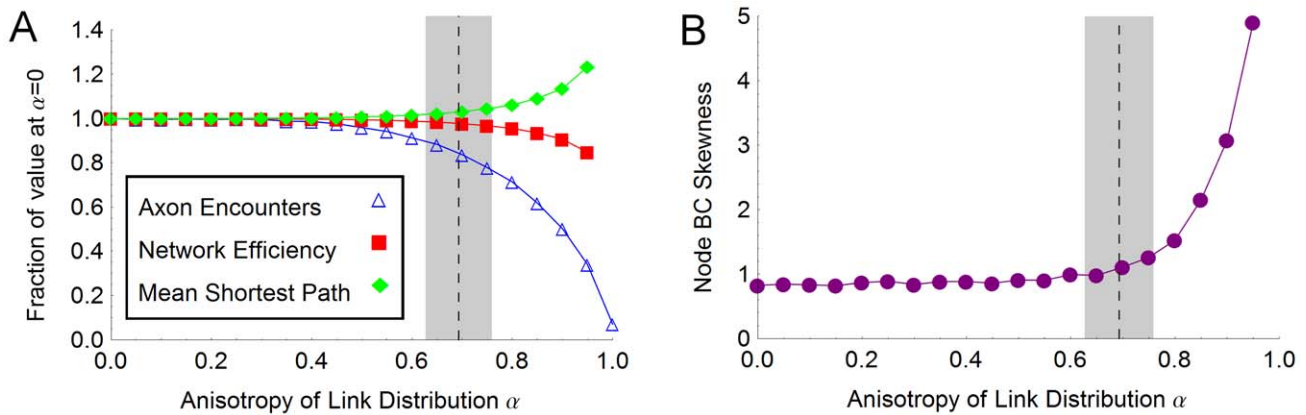 A
Fraction of value at α=0
1.4
1.2
1.0
0.8
0.6
0.4
0.2
0.0
Axon Encounters
Network Efficiency
Mean Shortest Path
0.0 0.2 0.4 0.6 0.8 1.0
Anisotropy of Link Distribution α
B
Node BC Skewness
5
4
3
2
1
0
0.0 0.2 0.4 0.6 0.8 1.0
Anisotropy of Link Distribution α